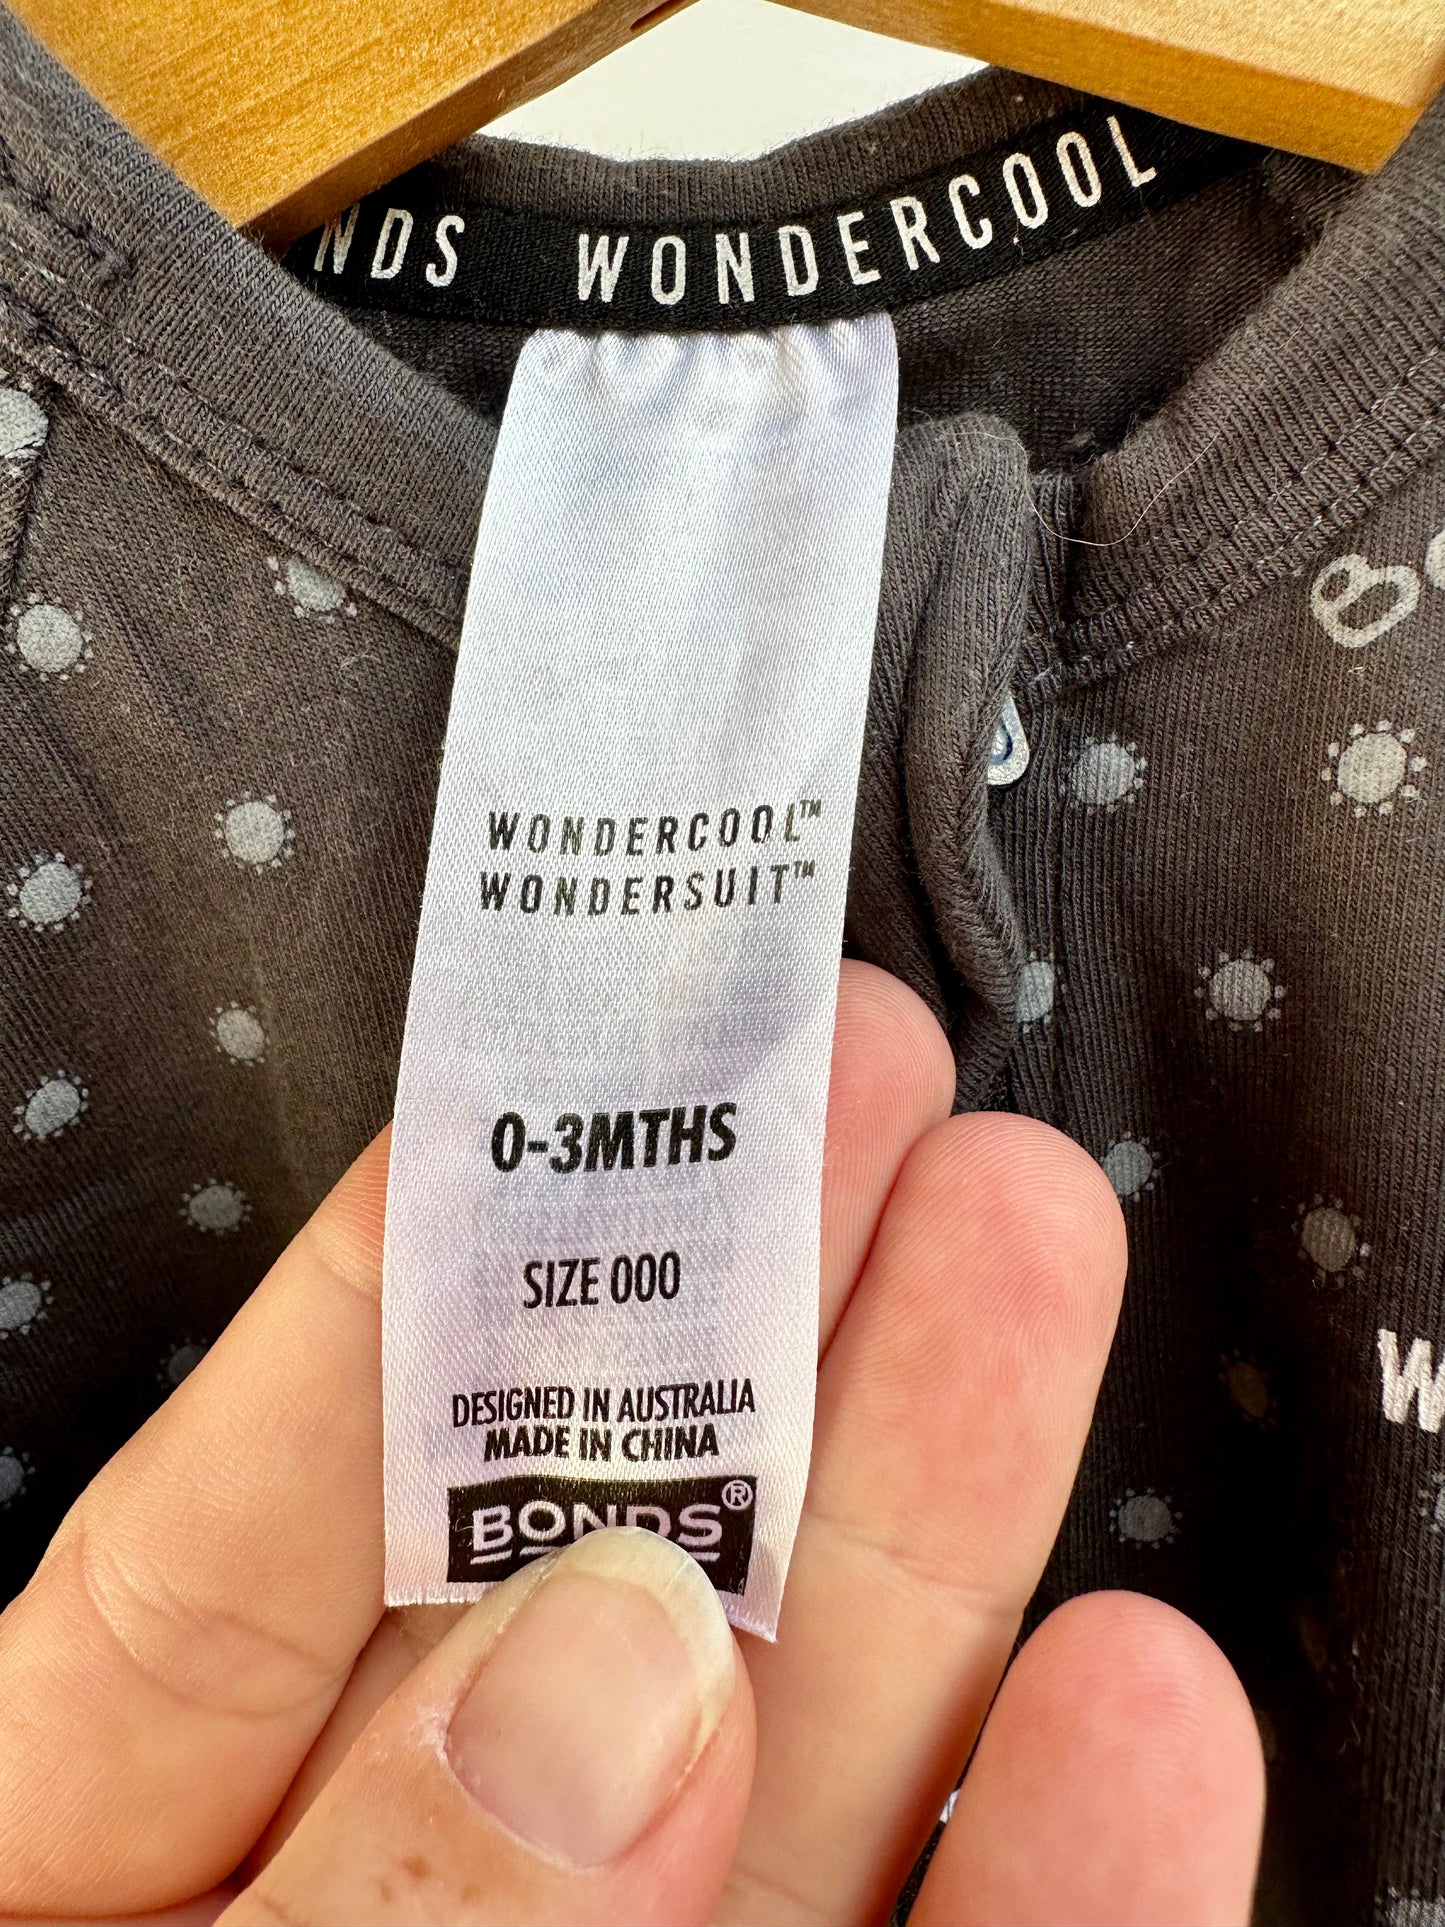 NDS WONDERCOOL
WONDERCOOL™
WONDERSUIT™
0-3MTHS
SIZE 000
DESIGNED IN AUSTRALIA
MADE IN CHINA
BONDS®